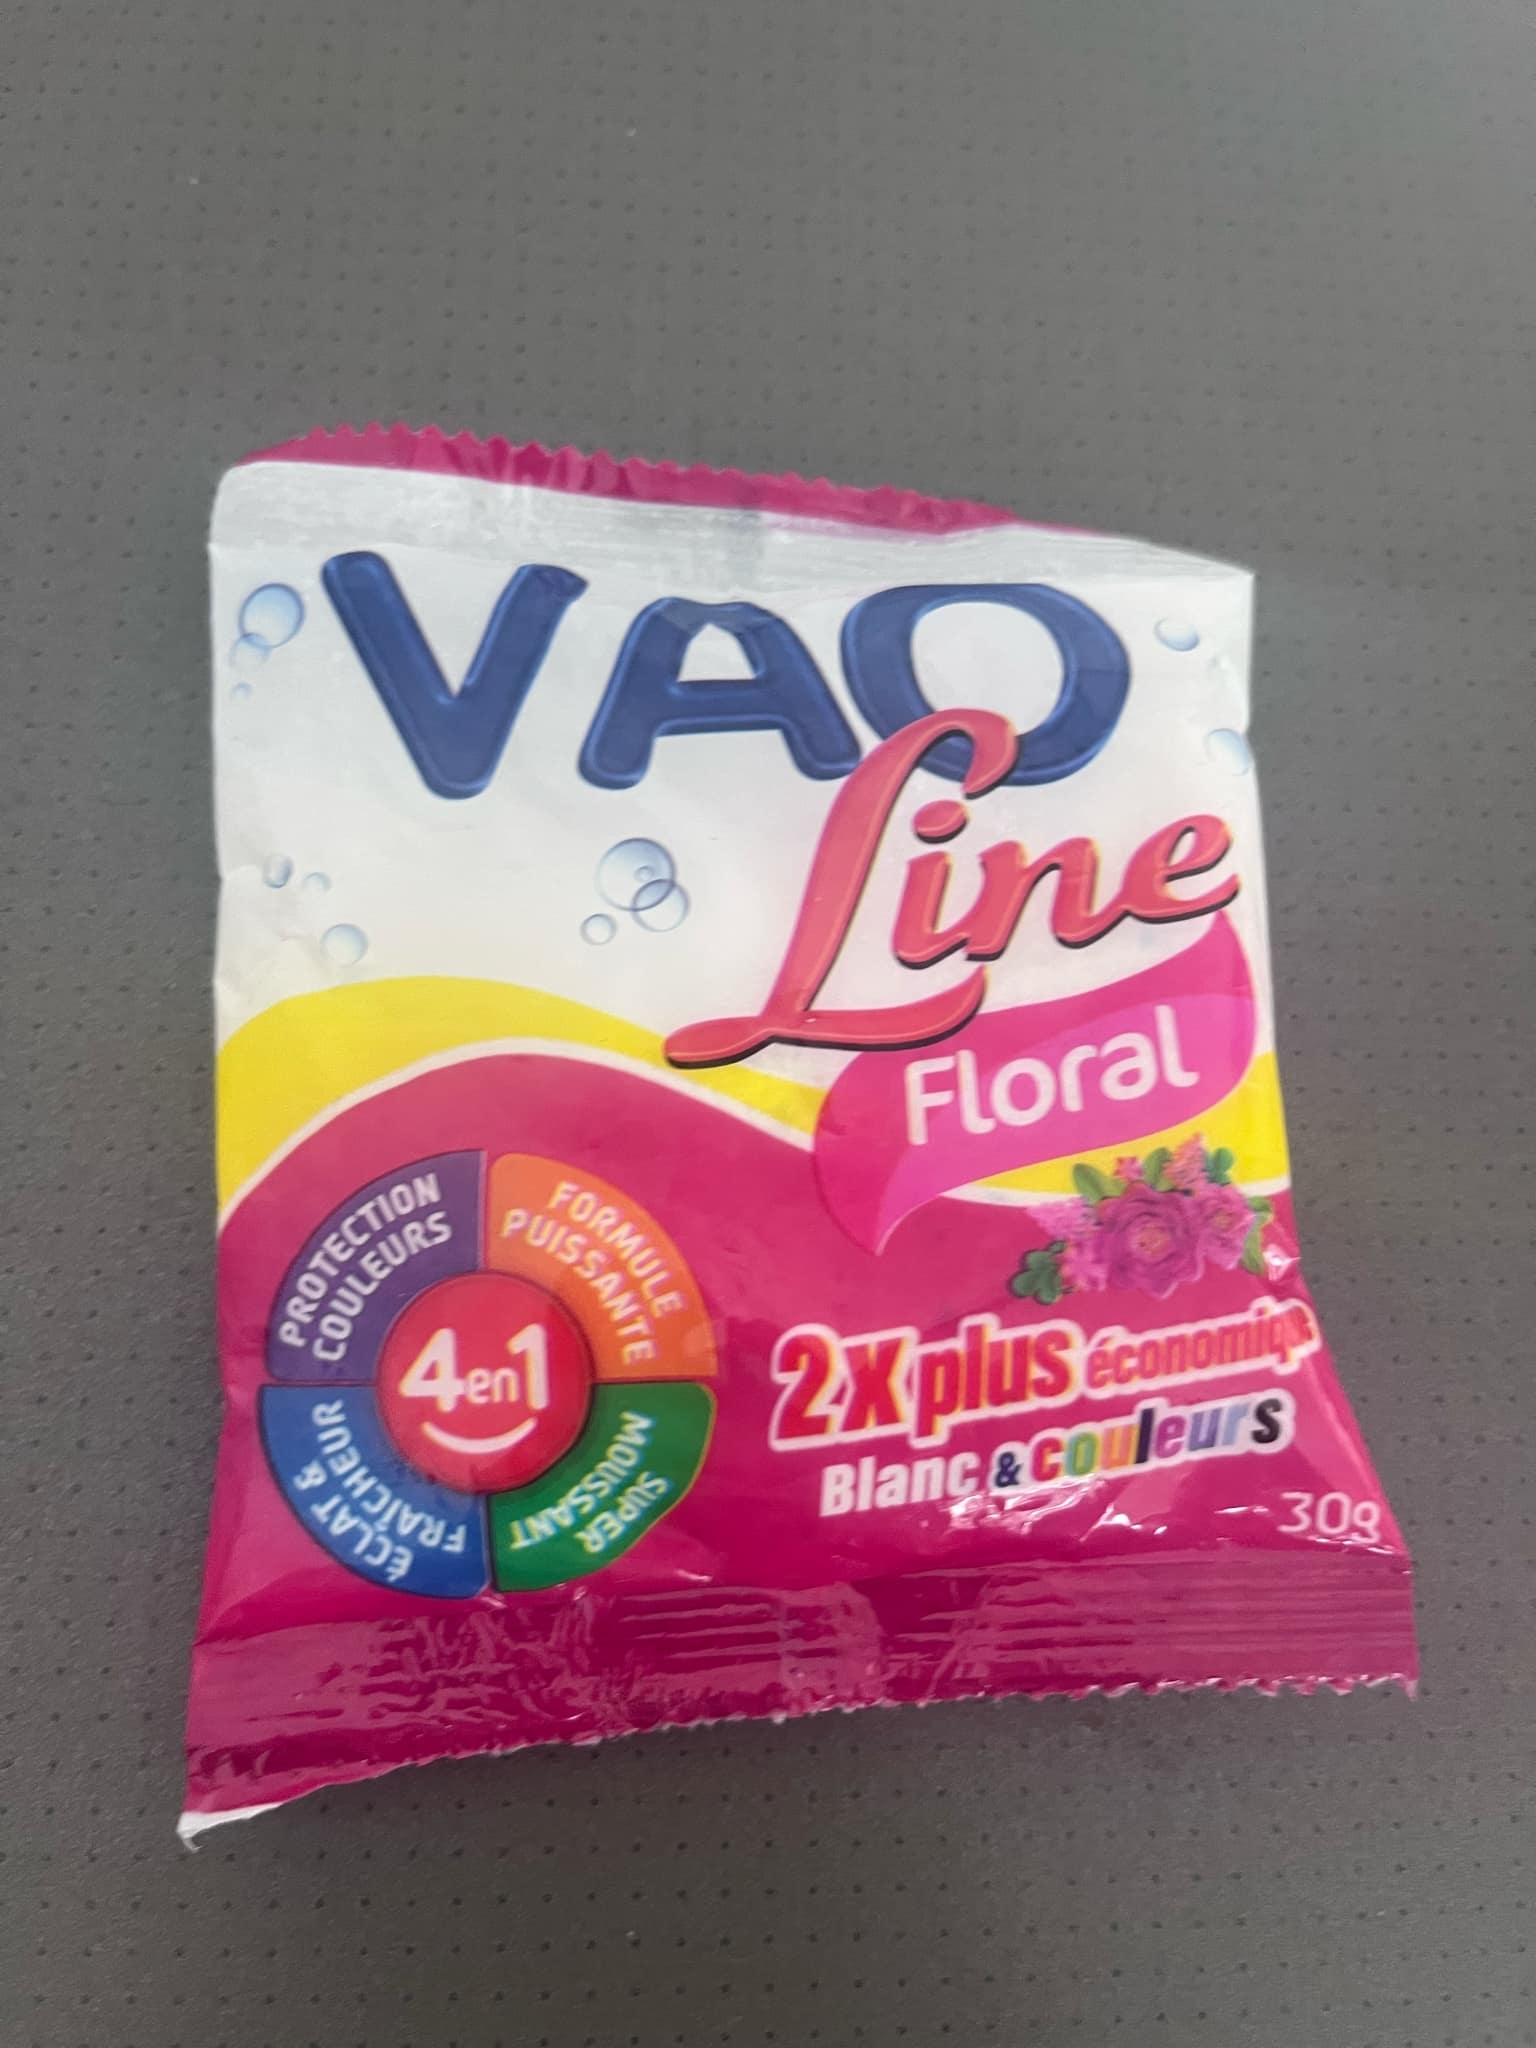 VAO
Line
Floral
PROTECTION
COULEURS
FORMULE
PUISSANTE
4en1
ÉCLAT &
FRAÎCHEUR
SUPER
MOUSSANT
2x plus économique
Blanc & couleurs
30g